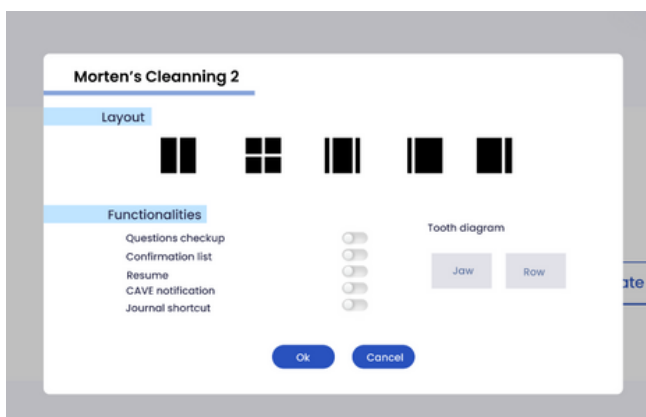 Morten's Cleanning 2
Layout
Functionalities
Questions checkup
Confirmation list
Resume
CAVE notification
Journal shortcut
Tooth diagram
Jaw Row
ate
Ok Cancel